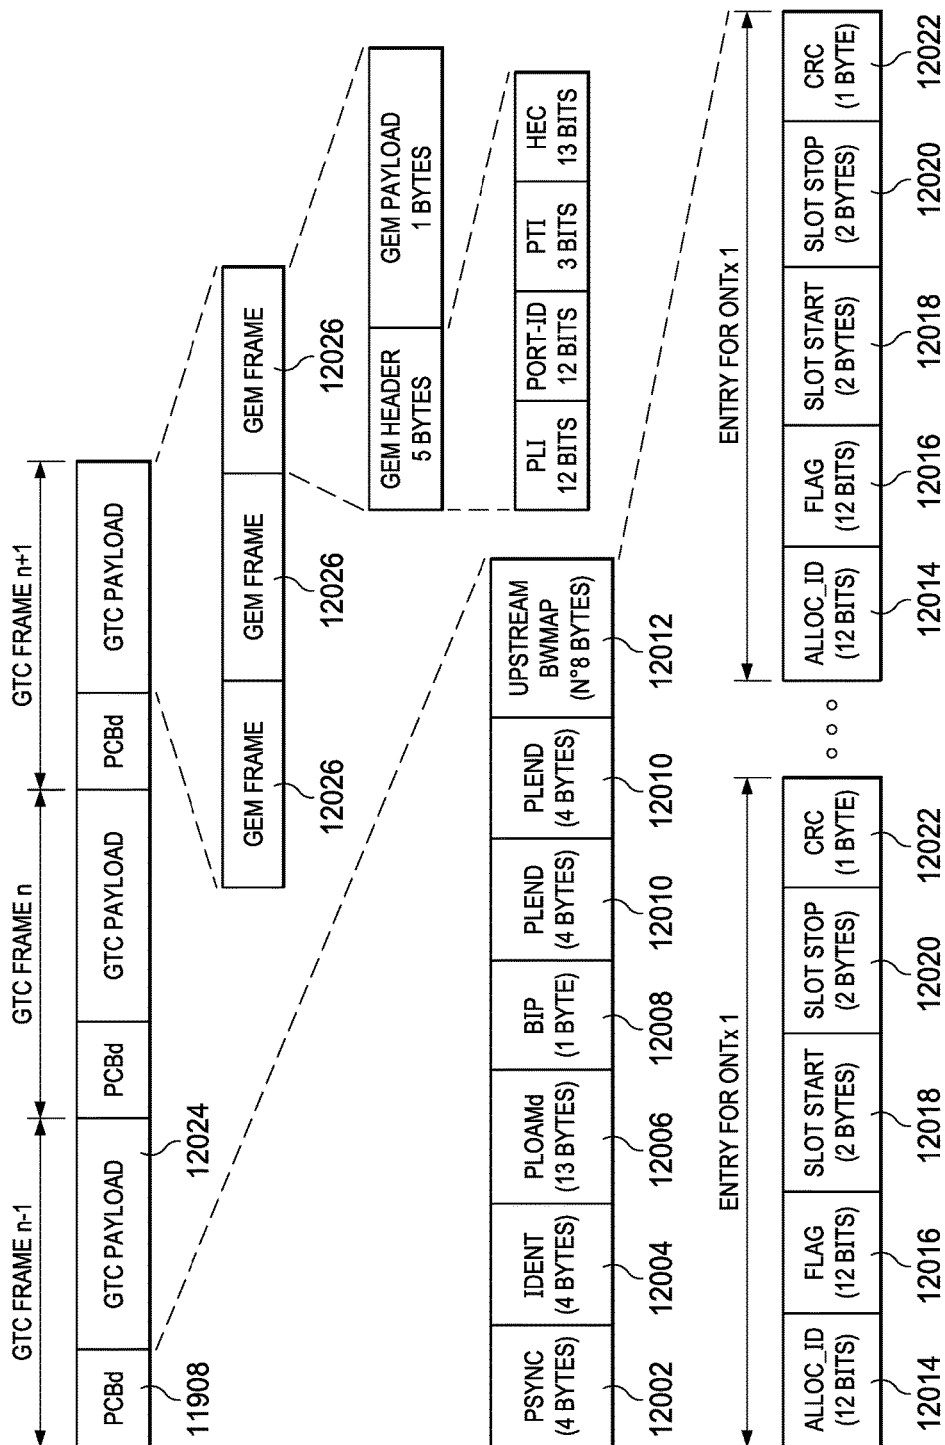 GTC FRAME n-1
GTC FRAME n
GTC FRAME n+1
PCBd
GTC PAYLOAD
PCBd
GTC PAYLOAD
PCBd
GTC PAYLOAD
11908
12024
GEM FRAME
GEM FRAME
GEM FRAME
12026
12026
12026
GEM HEADER
5 BYTES
GEM PAYLOAD
1 BYTES
PLI
12 BITS
PORT-ID
12 BITS
PTI
3 BITS
HEC
13 BITS
PSYNC
(4 BYTES)
IDENT
(4 BYTES)
PLOAMd
(13 BYTES)
BIP
(1 BYTE)
PLEND
(4 BYTES)
PLEND
(4 BYTES)
UPSTREAM
BWMAP
(N°8 BYTES)
12002
12004
12006
12008
12010
12010
12012
ENTRY FOR ONTx 1
ENTRY FOR ONTx 1
ALLOC_ID
(12 BITS)
FLAG
(12 BITS)
SLOT START
(2 BYTES)
SLOT STOP
(2 BYTES)
CRC
(1 BYTE)
ALLOC_ID
(12 BITS)
FLAG
(12 BITS)
SLOT START
(2 BYTES)
SLOT STOP
(2 BYTES)
CRC
(1 BYTE)
12014
12016
12018
12020
12022
12014
12016
12018
12020
12022